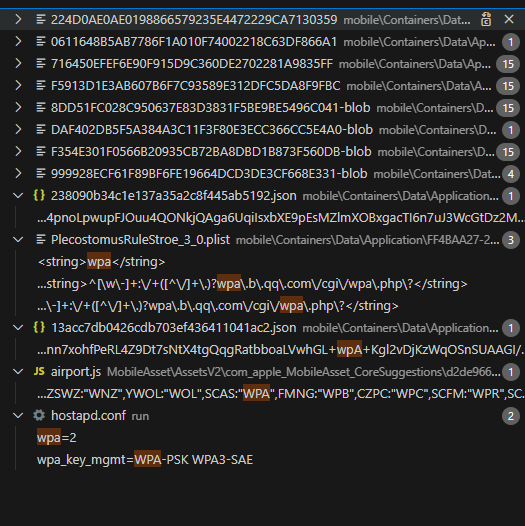 224D0AE0AE0198866579235E4472229CA7130359 mobile\Containers\Dat...
0611648B5AB7786F1A010F74002218C63DF866A1 mobile\Containers\Data\Ap... 1
716450EFEF6E90F915D9C360DE2702281A9835FF mobile\Containers\Data\Ap... 15
F5913D1E3AB607B6F7C93589E312DFC5DA8F9FBC mobile\Containers\Data\... 15
8DD51FC028C950637E83D3831F5BE9BE5496C041-blob mobile\Containers\D... 15
DAF402DB5F5A384A3C11F3F80E3ECC366CC5E4A0-blob mobile\Containers\D... 1
F354E301F0566B20935CB72BA8DBD1B873F560DB-blob mobile\Containers\D... 15
999928ECF61F89BF6FE19664DCD3DE3CF668E331-blob mobile\Containers\Da... 4
238090b34c1e137a35a2c8f445ab5192.json mobile\Containers\Data\Application... 1
...4pnoLpwupFJOuu4QONkjQAga6UqiIsxbXE9pEsMZlmXOBxgacTI6n7uJ3WcGtDz2M...
PlecostomusRuleStroe_3_0.plist mobile\Containers\Data\Application\FF4BAA27-2... 3
<string>wpa</string>
...string>^[\w\-]+:\/+([^\/]+\.)?wpa\.b\.qq\.com\/cgi\/wpa\.php\?</string>
...\-]+:\/+([^\/]+\.)?wpa\.b\.qq\.com\/cgi\/wpa\.php\?</string>
13acc7db0426cdb703ef436411041ac2.json mobile\Containers\Data\Application... 1
...nn7xohfPeRL4Z9Dt7sNtX4tgQqgRatbboaLVwhGL+wpA+Kgl2vDjKzWqOSnSUAAGI/...
airport.js MobileAsset\AssetsV2\com_apple_MobileAsset_CoreSuggestions\d2de966... 1
...ZSWZ:"WNZ",YWOL:"WOL",SCAS:"WPA",FMNG:"WPB",CZPC:"WPC",SCFM:"WPR",SC...
hostapd.conf run 2
wpa=2
wpa_key_mgmt=WPA-PSK WPA3-SAE